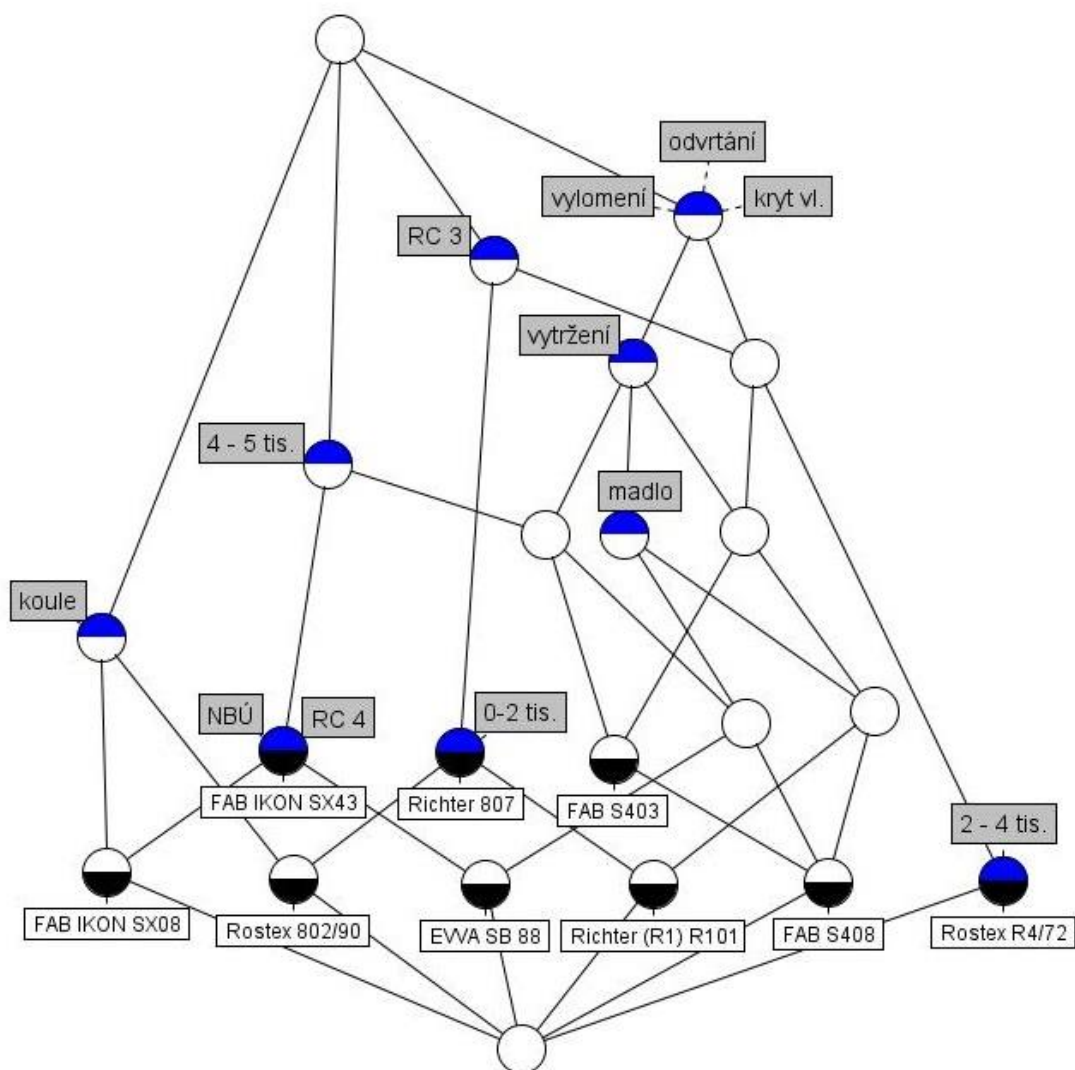 odvrtání
vylomení
kryt vl.
RC 3
vytržení
4 - 5 tis.
madlo
koule
NBÚ
RC 4
0-2 tis.
FAB IKON SX43
Richter 807
FAB S403
2 - 4 tis.
FAB IKON SX08
Rostex 802/90
EVVA SB 88
Richter (R1) R101
FAB S408
Rostex R4/72